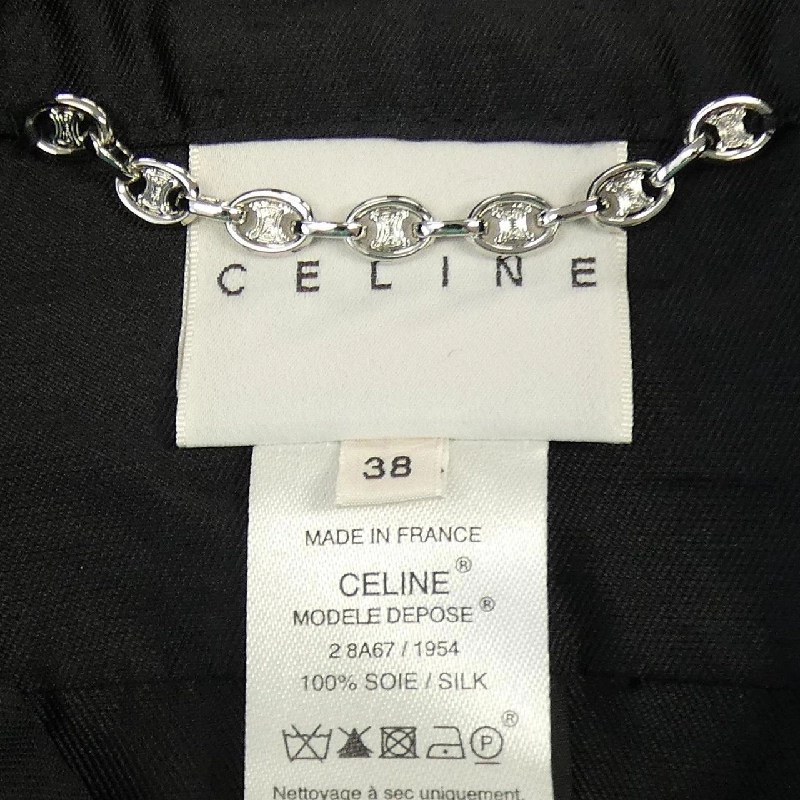 CELINE
38
MADE IN FRANCE
CELINE®
MODELE DEPOSE®
2 8A67 / 1954
100% SOIE / SILK
P ®
Nettoyage à sec uniquement.